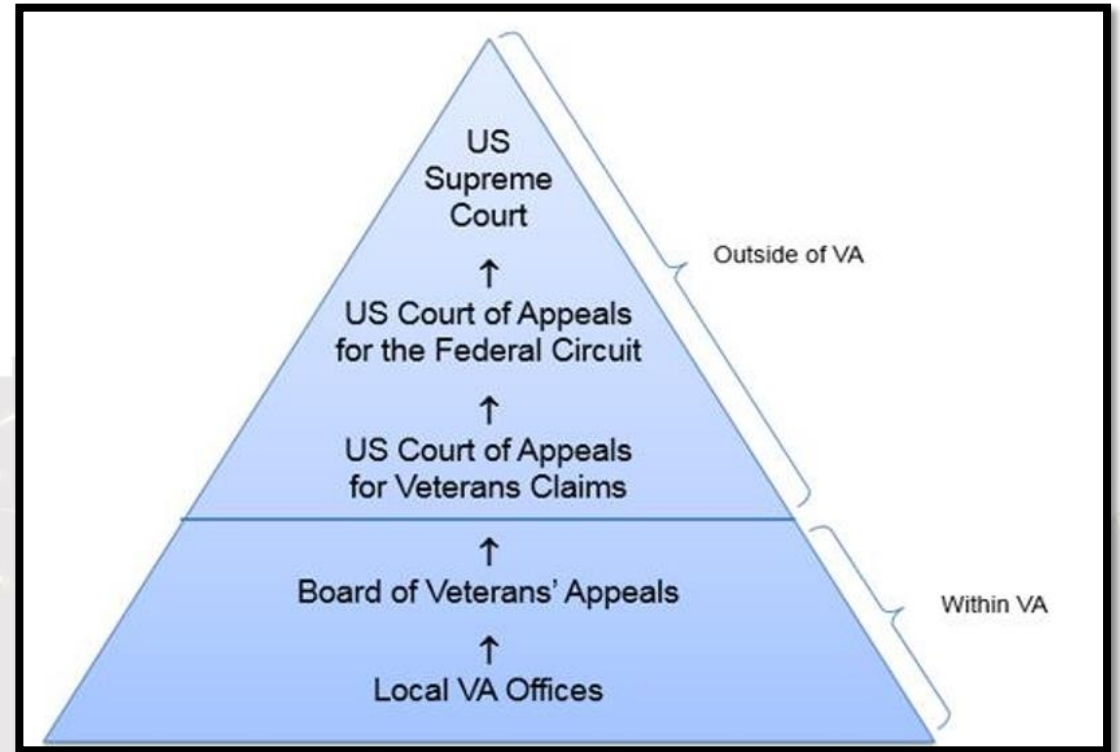 US
Supreme
Court
↑
US Court of Appeals
for the Federal Circuit
↑
US Court of Appeals
for Veterans Claims
↑
Board of Veterans’ Appeals
↑
Local VA Offices
Outside of VA
Within VA